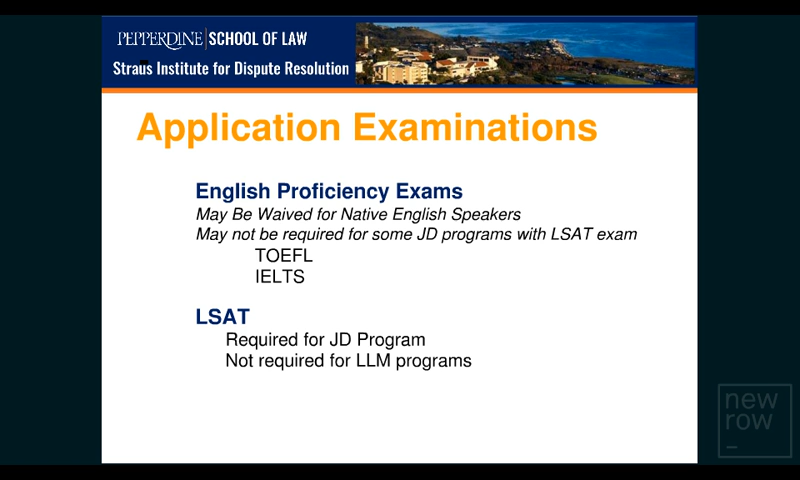 PEPPERDINE | SCHOOL OF LAW
Straus Institute for Dispute Resolution
Application Examinations
English Proficiency Exams
May Be Waived for Native English Speakers
May not be required for some JD programs with LSAT exam
TOEFL
IELTS
LSAT
Required for JD Program
Not required for LLM programs
new
row